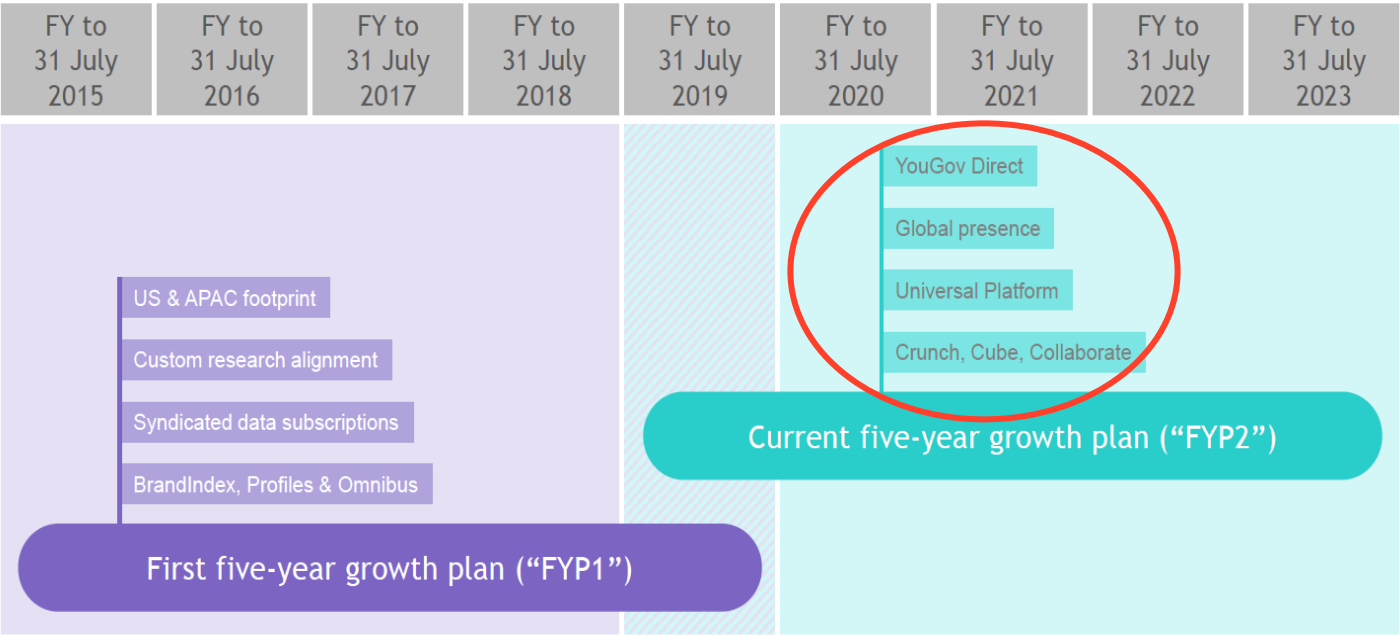 FY to
31 July
2015
FY to
31 July
2016
FY to
31 July
2017
FY to
31 July
2018
FY to
31 July
2019
FY to
31 July
2020
FY to
31 July
2021
FY to
31 July
2022
FY to
31 July
2023
YouGov Direct
Global presence
Universal Platform
Crunch, Cube, Collaborate
Current five-year growth plan (“FYP2”)
US & APAC footprint
Custom research alignment
Syndicated data subscriptions
BrandIndex, Profiles & Omnibus
First five-year growth plan (“FYP1”)